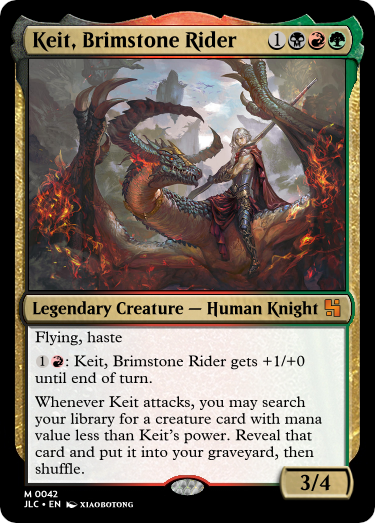 Keit, Brimstone Rider 1
Legendary Creature — Human Knight
Flying, haste
1 : Keit, Brimstone Rider gets +1/+0
until end of turn.
Whenever Keit attacks, you may search
your library for a creature card with mana
value less than Keit's power. Reveal that
card and put it into your graveyard, then
shuffle.
3/4
M 0042
JLC • EN XIAOBOTONG